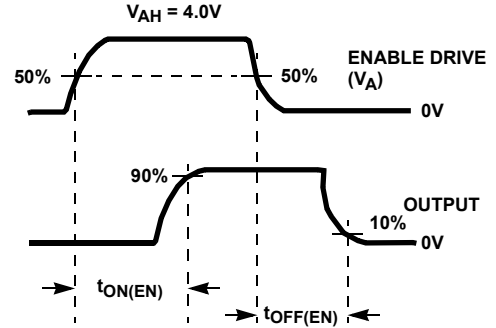 VAH = 4.0V
50%
50%
ENABLE DRIVE
(VA)
0V
90%
10%
OUTPUT
0V
tON(EN)
tOFF(EN)